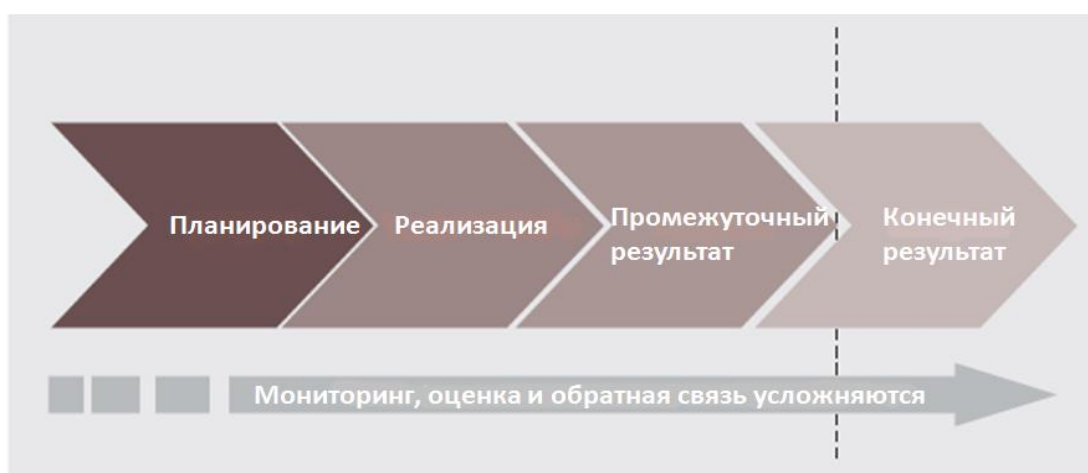 Планирование
Реализация
Промежуточный
результат
Конечный
результат
Мониторинг, оценка и обратная связь усложняются